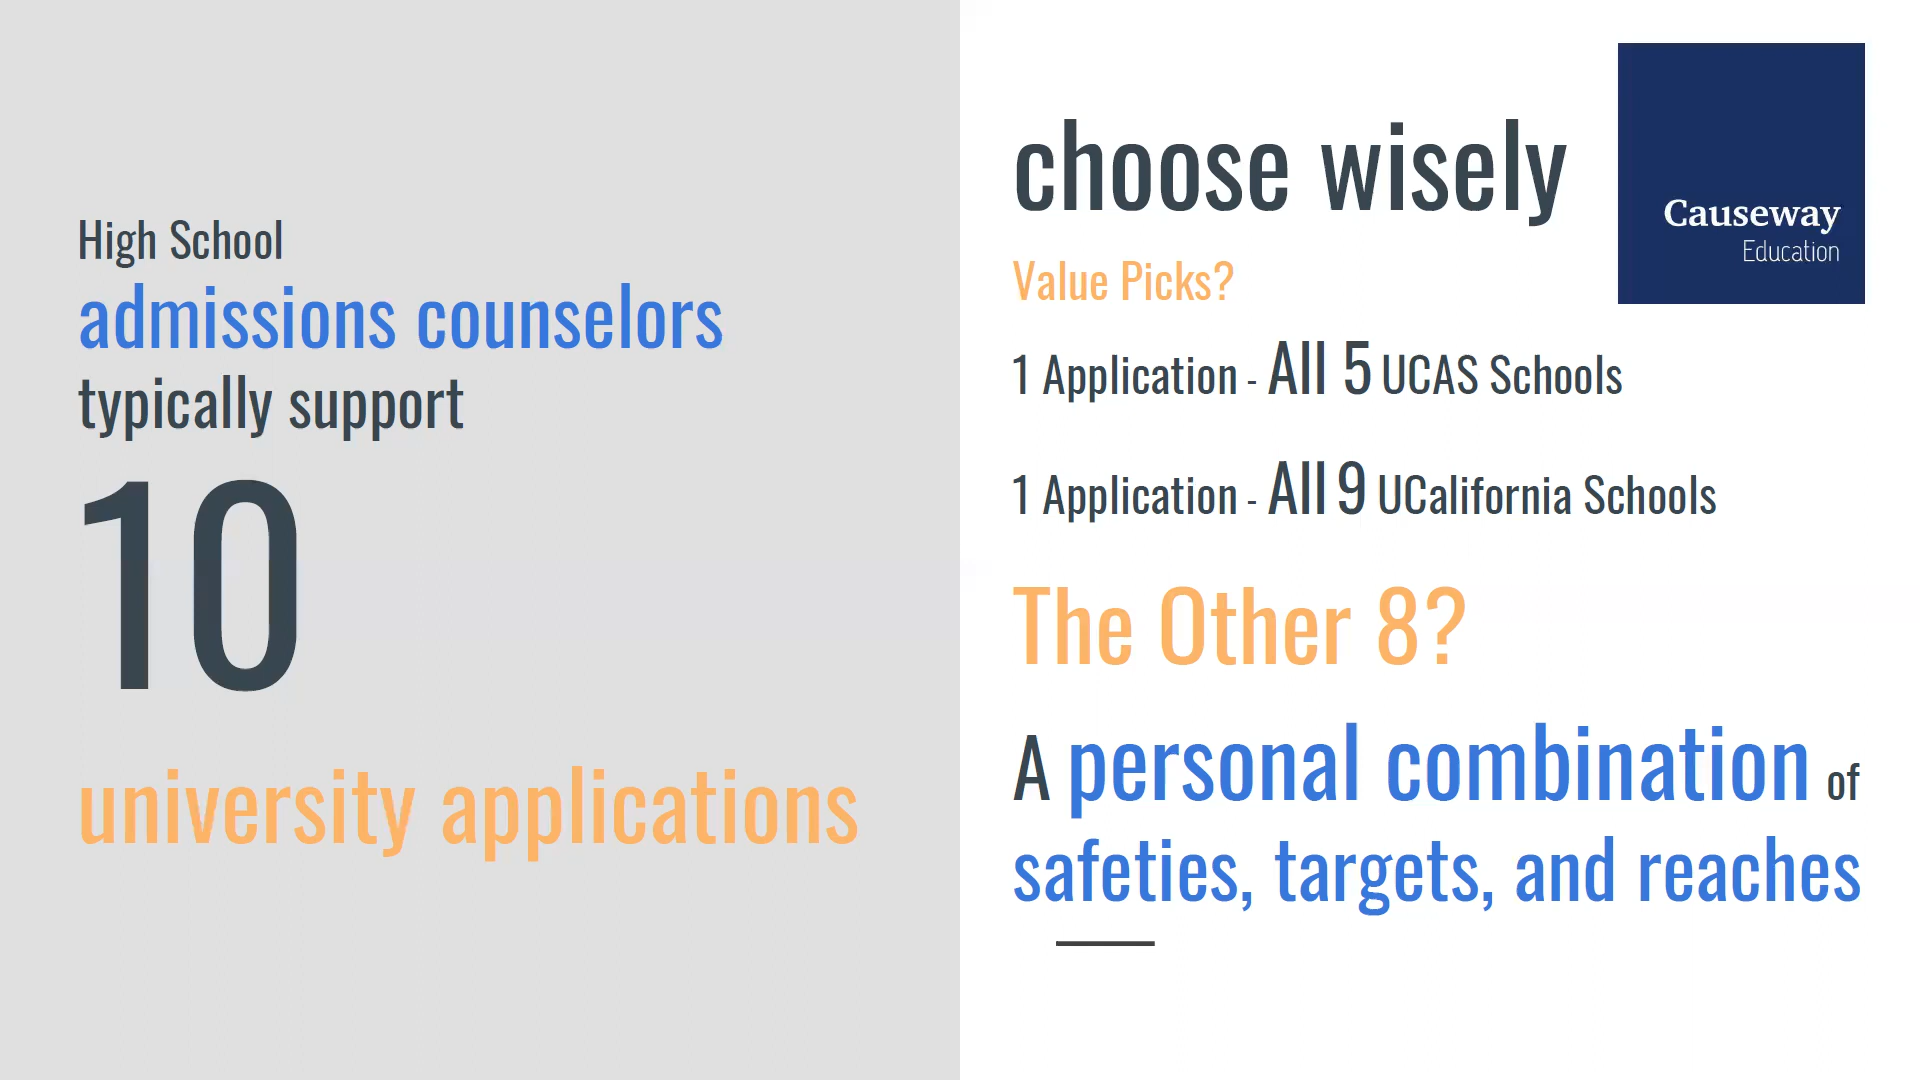 High School
admissions counselors
typically support
10
university applications
choose wisely
Value Picks?
1 Application - All 5 UCAS Schools
1 Application - All 9 UCalifornia Schools
The Other 8?
A personal combination of
safeties, targets, and reaches
Causeway
Education